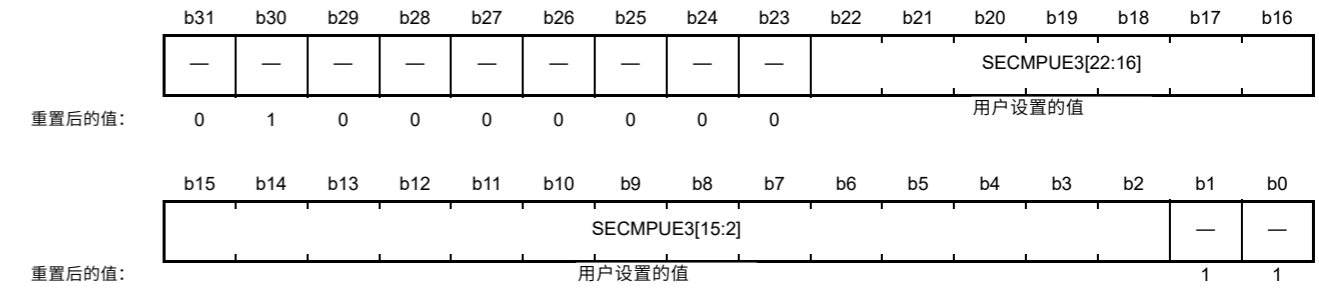 b31 b30 b29 b28 b27 b26 b25 b24 b23 b22 b21 b20 b19 b18 b17 b16
— — — — — — — — — SECMPUE3[22:16]
重置后的值: 0 1 0 0 0 0 0 0 0 用户设置的值
b15 b14 b13 b12 b11 b10 b9 b8 b7 b6 b5 b4 b3 b2 b1 b0
SECMPUE3[15:2] — —
重置后的值: 用户设置的值 1 1